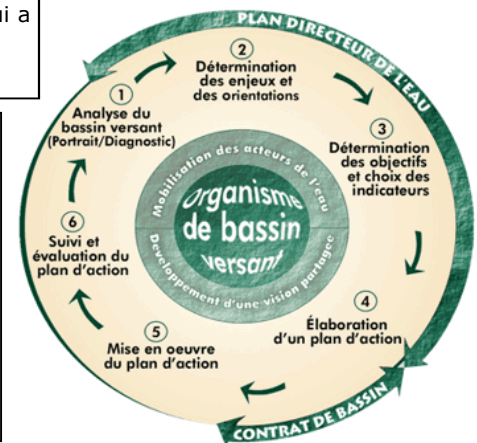 ui a
PLAN DIRECTEUR DE L'EAU
1
Analyse du
bassin versant
(Portrait/Diagnostic)
2
Détermination
des enjeux et
des orientations
3
Détermination
des objectifs
et choix des
indicateurs
4
Élaboration
d'un plan d'action
5
Mise en oeuvre
du plan d'action
6
Suivi et
évaluation du
plan d'action
Mobilisation des acteurs de l'eau
Organisme
de bassin
versant
Développement d'une vision partagée
CONTRAT DE BASSIN